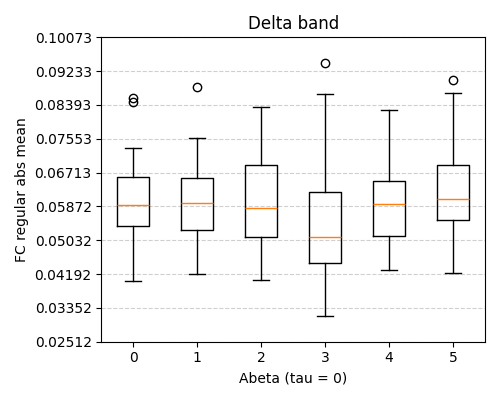 Delta band
0.10073
0.09233
0.08393
0.07553
0.06713
0.05872
0.05032
0.04192
0.03352
0.02512
FC regular abs mean
0 1 2 3 4 5
Abeta (tau = 0)